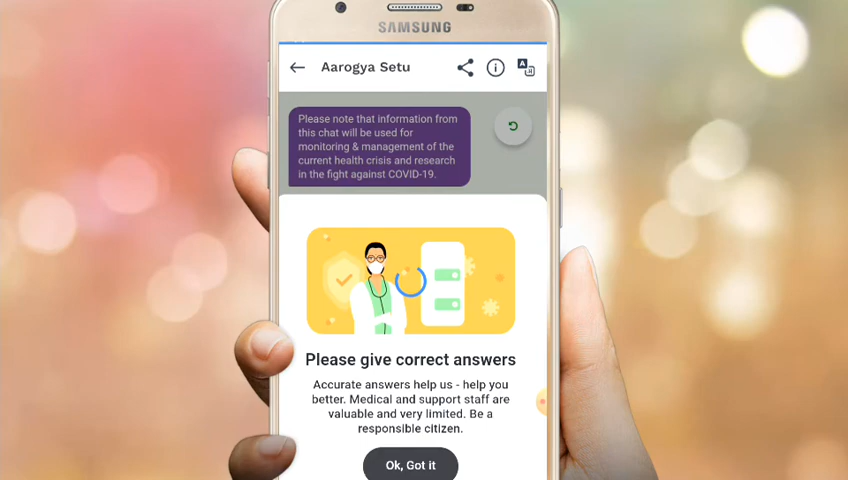 SAMSUNG
Aarogya Setu
Please note that information from
this chat will be used for
monitoring & management of the
current health crisis and research
in the fight against COVID-19.
Please give correct answers
Accurate answers help us - help you
better. Medical and support staff are
valuable and very limited. Be a
responsible citizen.
Ok, Got it